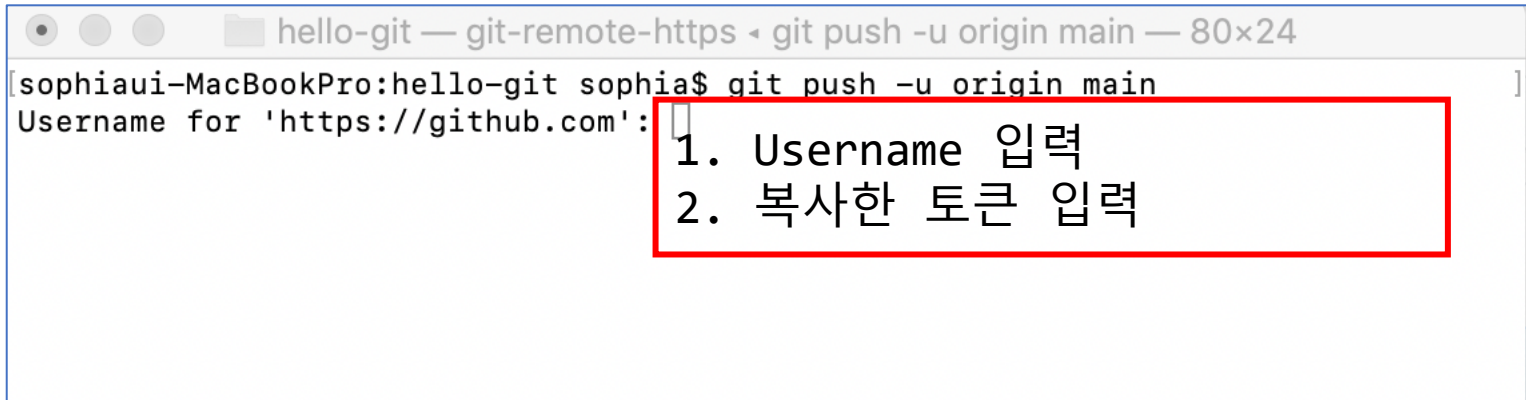 hello-git — git-remote-https ◂ git push -u origin main — 80×24
[sophiaui-MacBookPro:hello-git sophia$ git push -u origin main ]
Username for 'https://github.com':
1. Username 입력
2. 복사한 토큰 입력